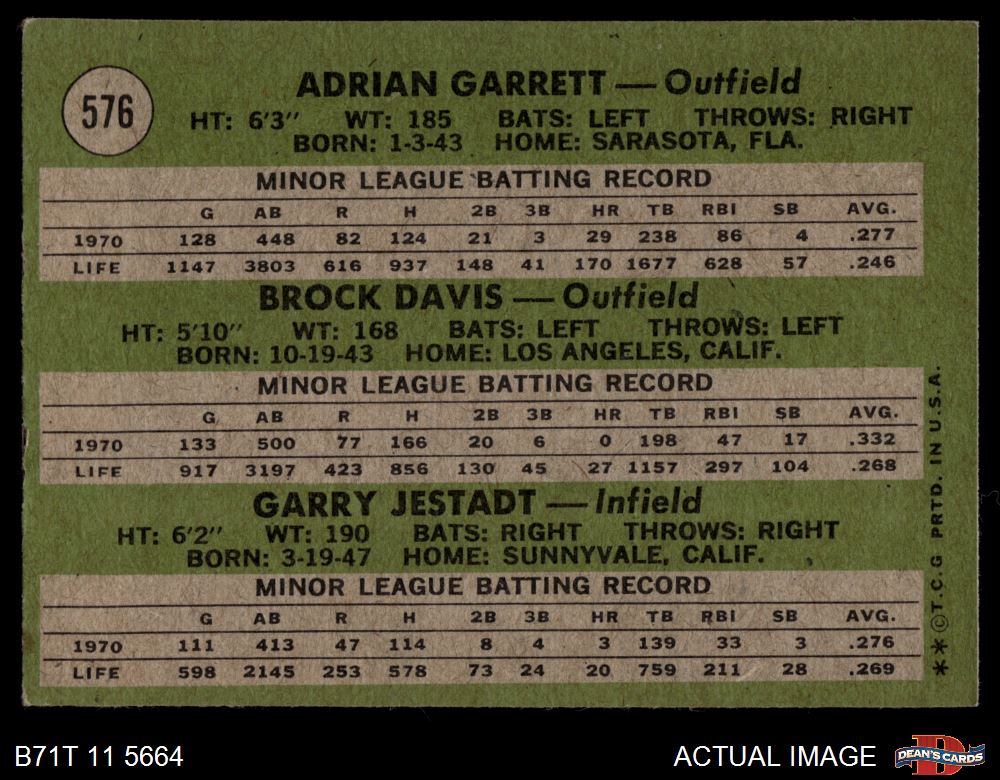 576
ADRIAN GARRETT — Outfield
HT: 6'3" WT: 185 BATS: LEFT THROWS: RIGHT
BORN: 1-3-43 HOME: SARASOTA, FLA.
MINOR LEAGUE BATTING RECORD
G AB R H 2B 3B HR TB RBI SB AVG.
1970 128 448 82 124 21 3 29 238 86 4 .277
LIFE 1147 3803 616 937 148 41 170 1677 628 57 .246
BROCK DAVIS — Outfield
HT: 5'10" WT: 168 BATS: LEFT THROWS: LEFT
BORN: 10-19-43 HOME: LOS ANGELES, CALIF.
MINOR LEAGUE BATTING RECORD
G AB R H 2B 3B HR TB RBI SB AVG.
1970 133 500 77 166 20 6 0 198 47 17 .332
LIFE 917 3197 423 856 130 45 27 1157 297 104 .268
GARRY JESTADT — Infield
HT: 6'2" WT: 190 BATS: RIGHT THROWS: RIGHT
BORN: 3-19-47 HOME: SUNNYVALE, CALIF.
MINOR LEAGUE BATTING RECORD
G AB R H 2B 3B HR TB RBI SB AVG.
1970 111 413 47 114 8 4 3 139 33 3 .276
LIFE 598 2145 253 578 73 24 20 759 211 28 .269
**©T.C.G PRTD. IN U.S.A.
B71T 11 5664
ACTUAL IMAGE
DEAN'S CARDS